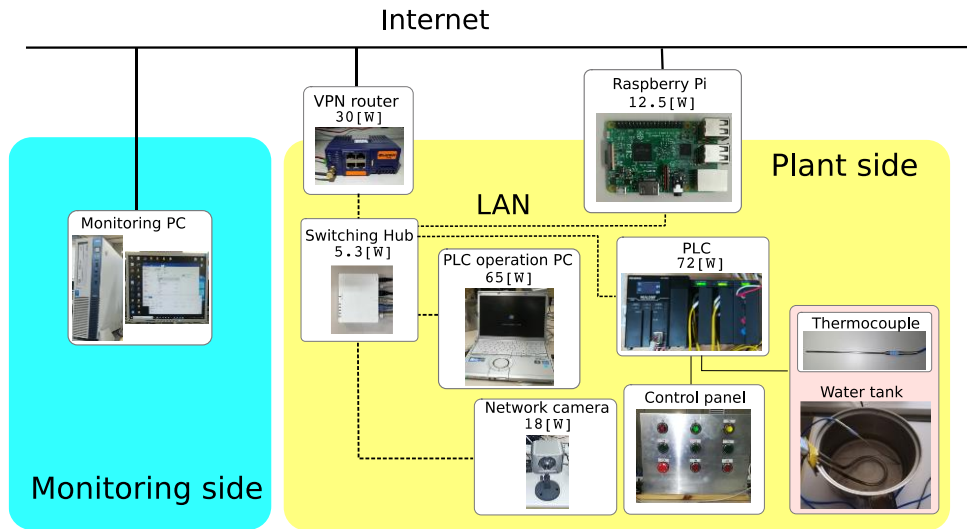 Internet
VPN router
30[W]
Raspberry Pi
12.5[W]
Plant side
LAN
Monitoring PC
Switching Hub
5.3[W]
PLC operation PC
65[W]
PLC
72[W]
Thermocouple
Network camera
18[W]
Control panel
Water tank
Monitoring side